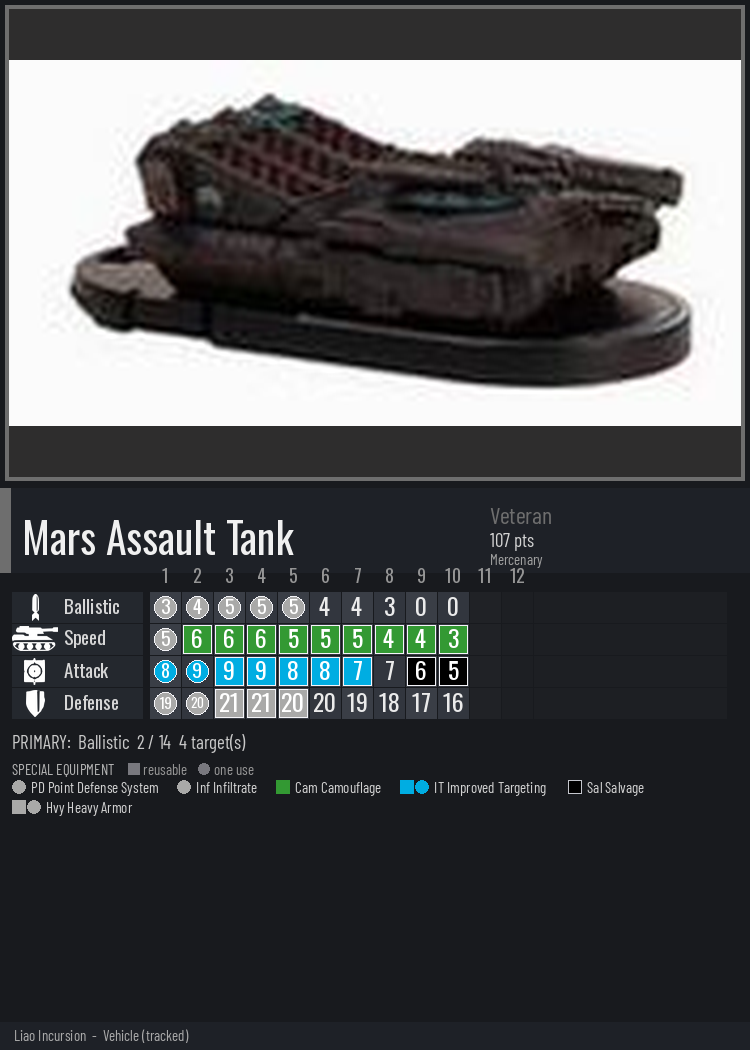 Mars Assault Tank
Veteran
107 pts
Mercenary
1 2 3 4 5 6 7 8 9 10 11 12
Ballistic 3 4 5 5 5 4 4 3 0 0
Speed 5 6 6 6 5 5 5 4 4 3
Attack 8 9 9 9 8 8 7 7 6 5
Defense 19 20 21 21 20 20 19 18 17 16
PRIMARY: Ballistic 2 / 14 4 target(s)
SPECIAL EQUIPMENT reusable one use
PD Point Defense System Inf Infiltrate Cam Camouflage IT Improved Targeting Sal Salvage
Hvy Heavy Armor
Liao Incursion - Vehicle (tracked)